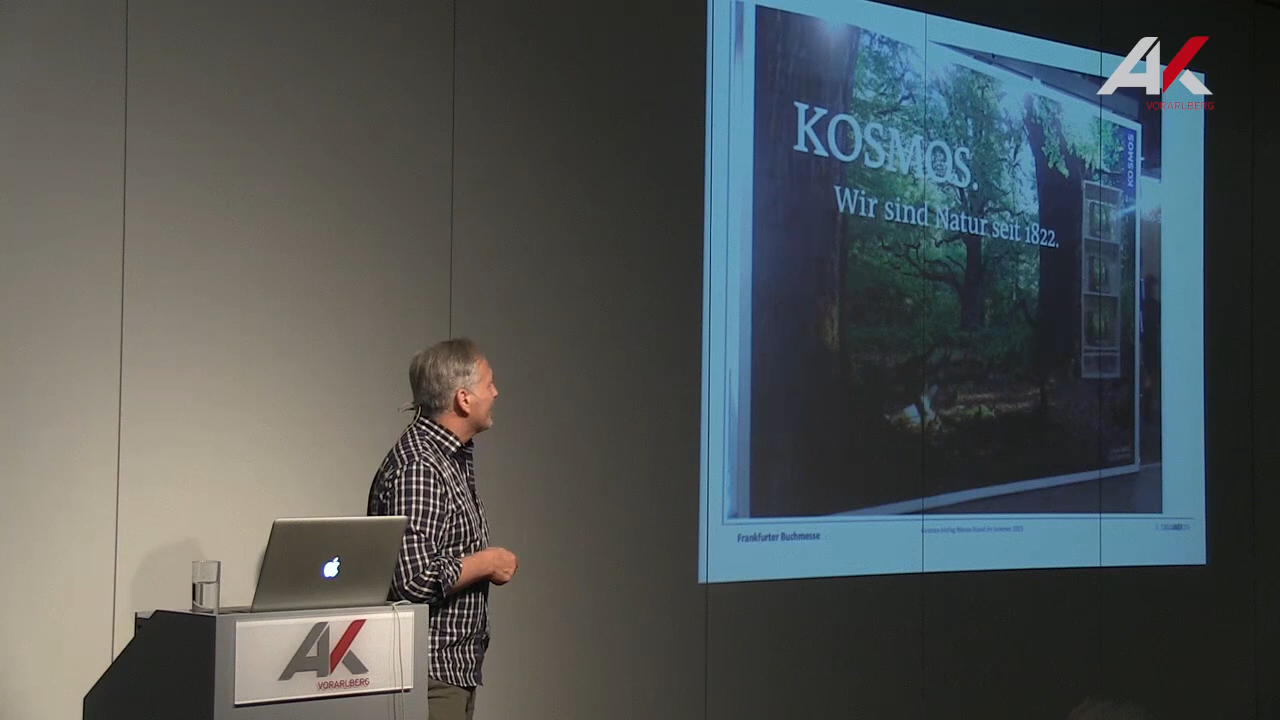 AK
VORARLBERG
KOSMOS.
KOSMOS
Wir sind Natur seit 1822.
Frankfurter Buchmesse
AK
VORARLBERG